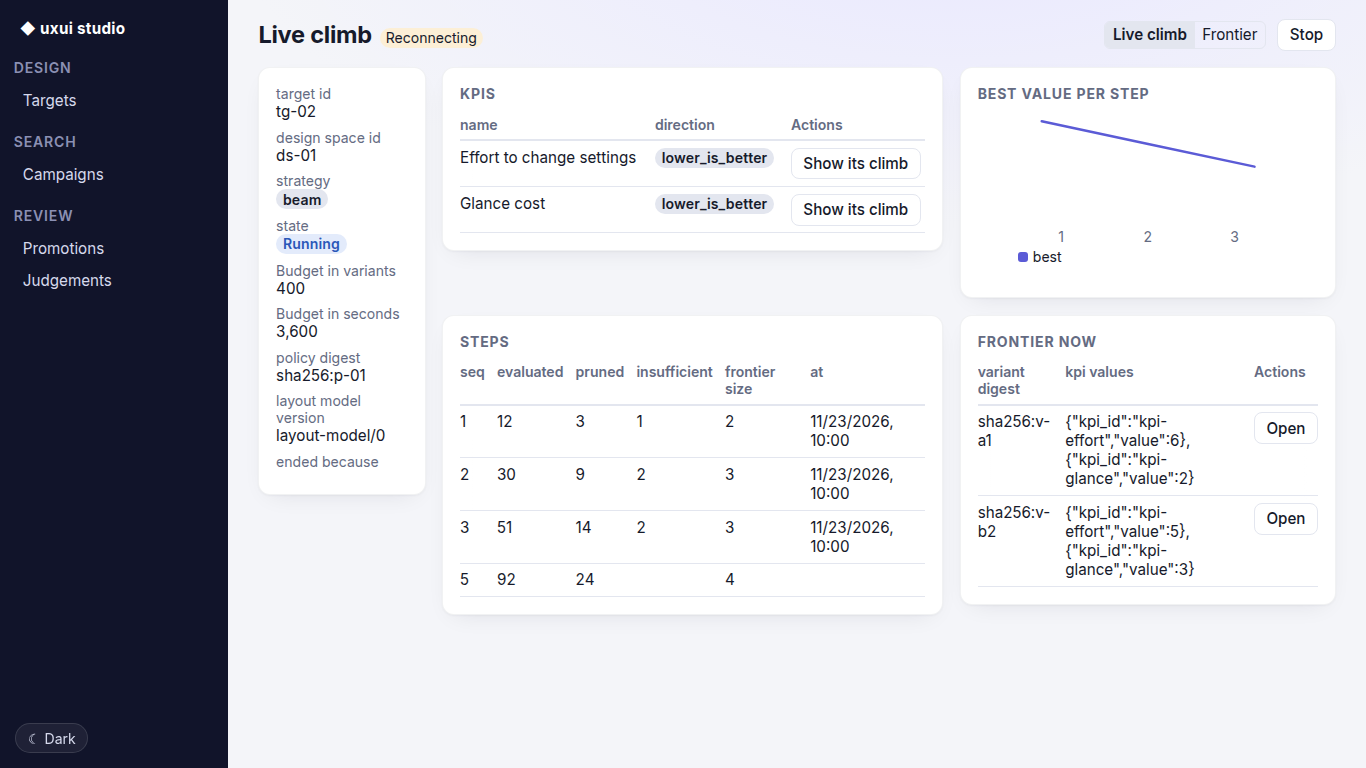 ◆ uxui studio
DESIGN
Targets
SEARCH
Campaigns
REVIEW
Promotions
Judgements
☾ Dark
Live climb
Reconnecting
Live climb
Frontier
Stop
target id
tg-02
design space id
ds-01
strategy
beam
state
Running
Budget in variants
400
Budget in seconds
3,600
policy digest
sha256:p-01
layout model
version
layout-model/0
ended because
KPIS
name direction Actions
Effort to change settings lower_is_better Show its climb
Glance cost lower_is_better Show its climb
BEST VALUE PER STEP
1 2 3
best
STEPS
seq evaluated pruned insufficient frontier size at
1 12 3 1 2 11/23/2026, 10:00
2 30 9 2 3 11/23/2026, 10:00
3 51 14 2 3 11/23/2026, 10:00
5 92 24 4
FRONTIER NOW
variant digest kpi values Actions
sha256:v-a1 {"kpi_id":"kpi-effort","value":6}, {"kpi_id":"kpi-glance","value":2} Open
sha256:v-b2 {"kpi_id":"kpi-effort","value":5}, {"kpi_id":"kpi-glance","value":3} Open